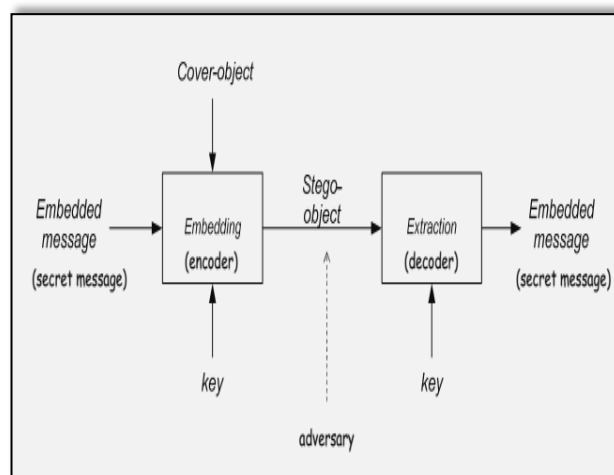 Cover-object
Embedded
message
(secret message)
Embedding
(encoder)
Stego-
object
Extraction
(decoder)
Embedded
message
(secret message)
key
key
adversary